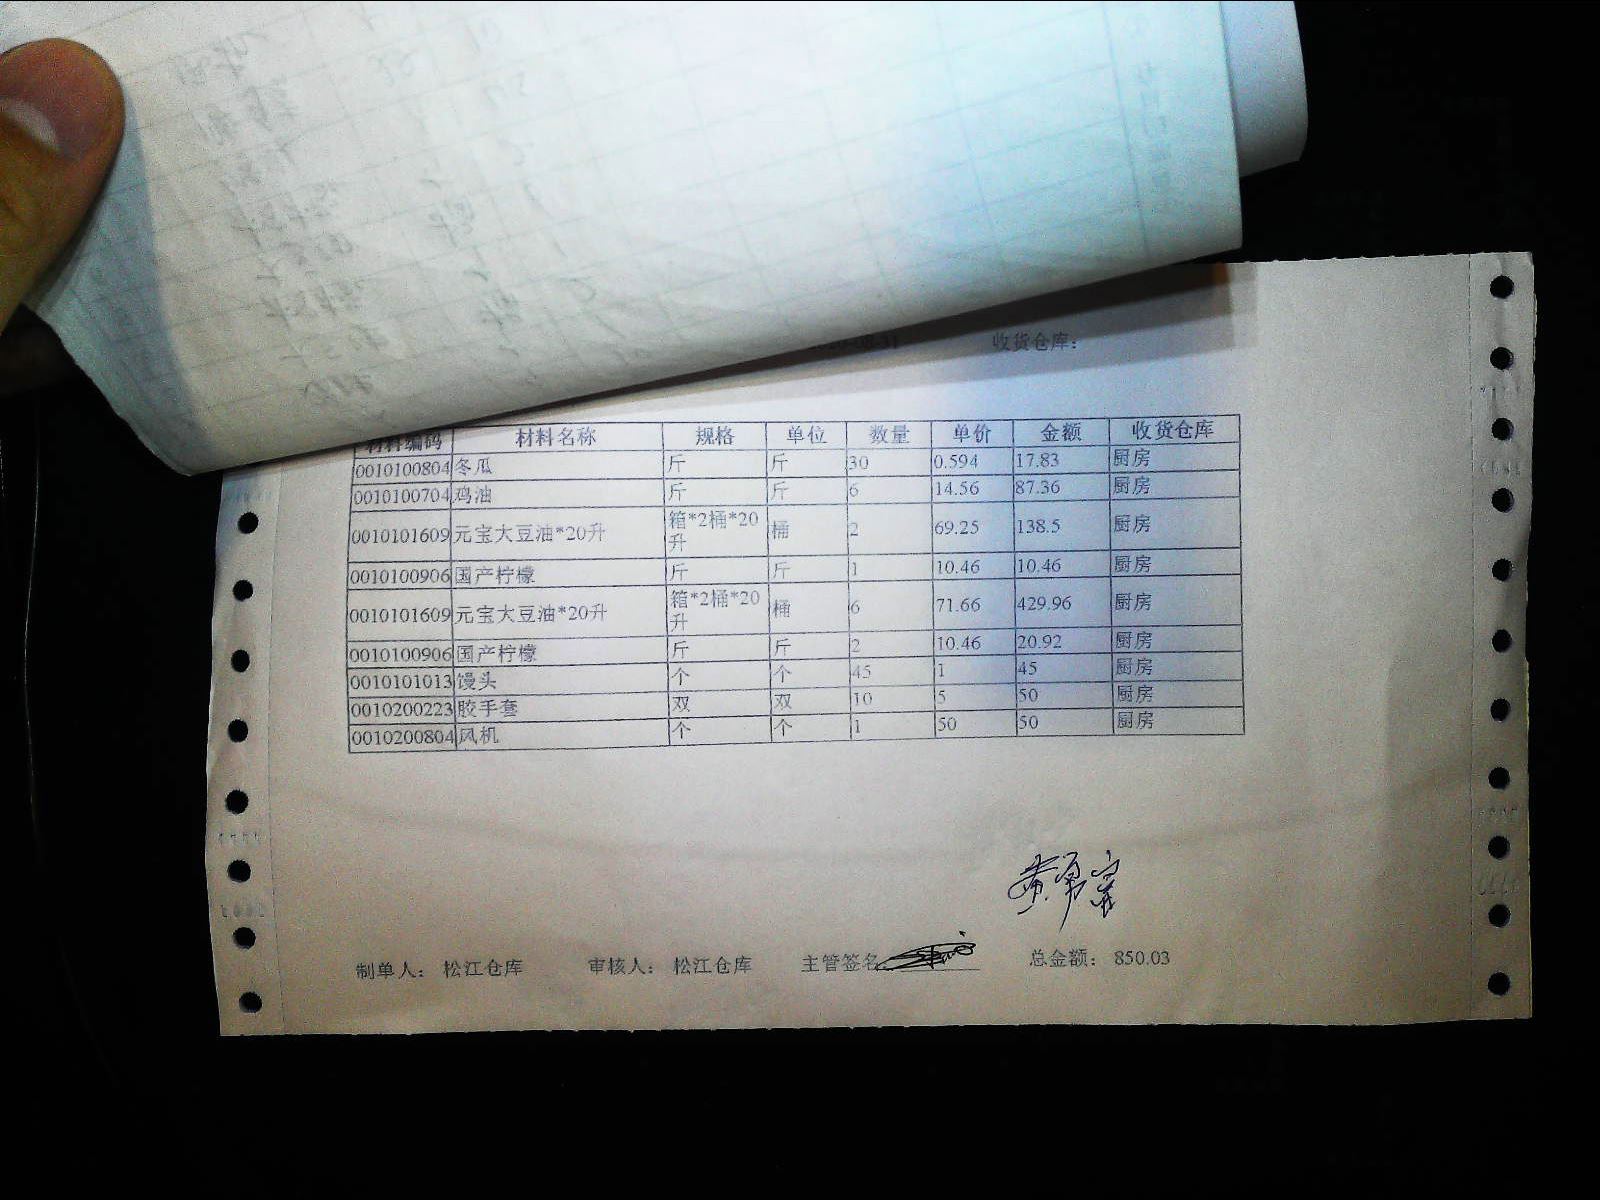 收货仓库：
材料编码 材料名称 规格 单位 数量 单价 金额 收货仓库
0010100804 冬瓜 斤 斤 30 0.594 17.83 厨房
0010100704 鸡油 斤 斤 6 14.56 87.36 厨房
0010101609 元宝大豆油*20升 箱*2桶*20升 桶 2 69.25 138.5 厨房
0010100906 国产柠檬 斤 斤 1 10.46 10.46 厨房
0010101609 元宝大豆油*20升 箱*2桶*20升 桶 6 71.66 429.96 厨房
0010100906 国产柠檬 斤 斤 2 10.46 20.92 厨房
0010101013 馒头 个 个 45 1 45 厨房
0010200223 胶手套 双 双 10 5 50 厨房
0010200804 风机 个 个 1 50 50 厨房
制单人： 松江仓库 审核人： 松江仓库 主管签名 总金额： 850.03